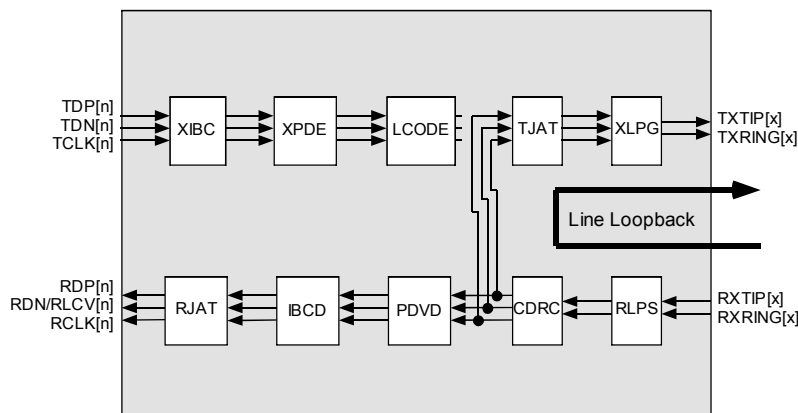 TDP[n]
TDN[n]
TCLK[n]
XIBC
XPDE
LCODE
TJAT
XLPG
TXTIP[x]
TXRING[x]
Line Loopback
RDP[n]
RDN/RLCV[n]
RCLK[n]
RJAT
IBCD
PDVD
CDRC
RLPS
RXTIP[x]
RXRING[x]